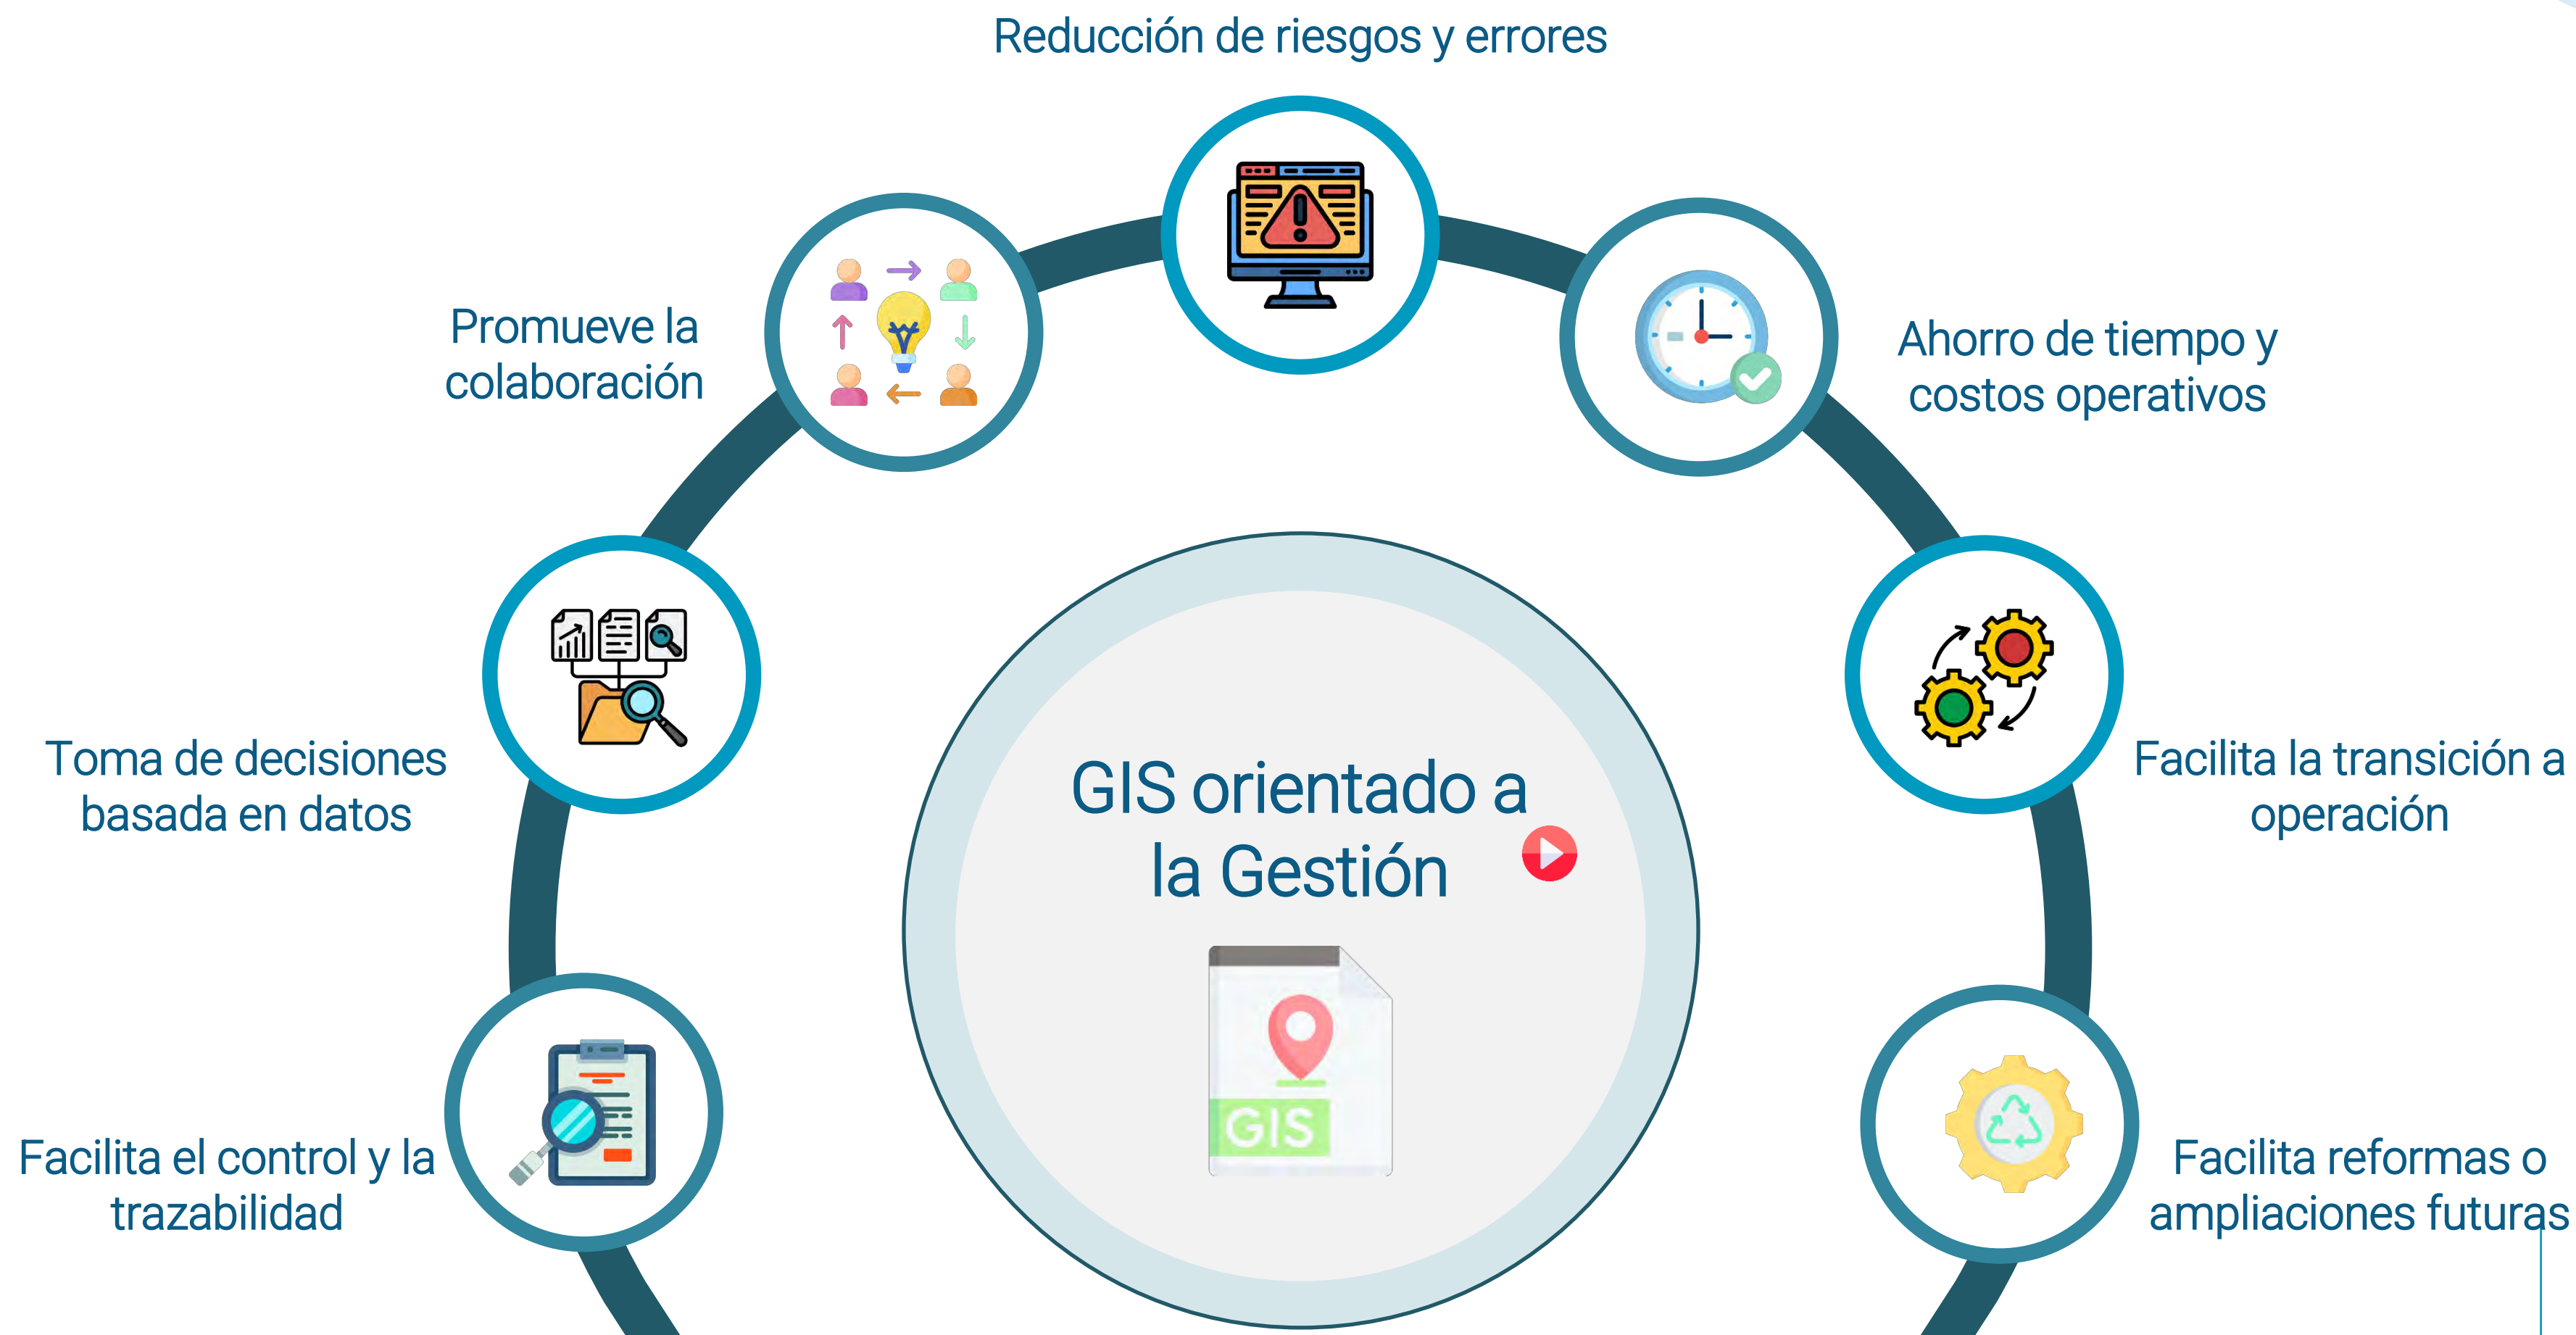 Reducción de riesgos y errores
Promueve la
colaboración
Ahorro de tiempo y
costos operativos
Toma de decisiones
basada en datos
GIS orientado a
la Gestión
Facilita la transición a
operación
GIS
Facilita el control y la
trazabilidad
Facilita reformas o
ampliaciones futuras